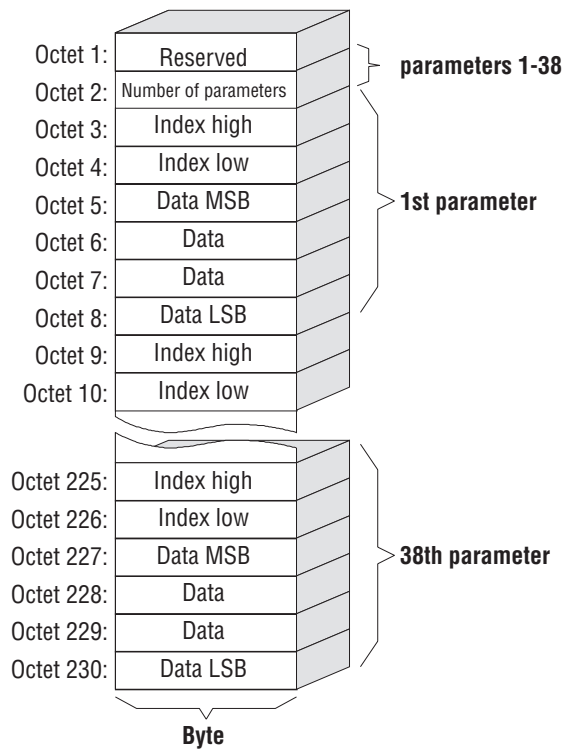 Octet 1: Reserved
parameters 1-38
Octet 2: Number of parameters
Octet 3: Index high
Octet 4: Index low
Octet 5: Data MSB
1st parameter
Octet 6: Data
Octet 7: Data
Octet 8: Data LSB
Octet 9: Index high
Octet 10: Index low
Octet 225: Index high
Octet 226: Index low
Octet 227: Data MSB
38th parameter
Octet 228: Data
Octet 229: Data
Octet 230: Data LSB
Byte